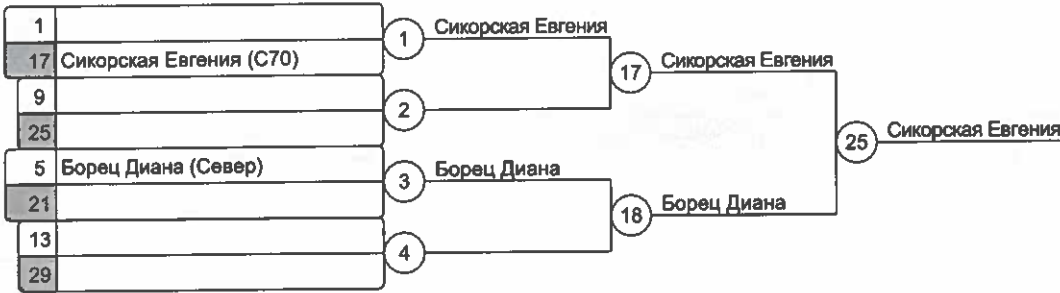 1
17 Сикорская Евгения (С70)
9
25
5 Борец Диана (Север)
21
13
29
1 Сикорская Евгения
2
3 Борец Диана
4
17 Сикорская Евгения
18 Борец Диана
25 Сикорская Евгения